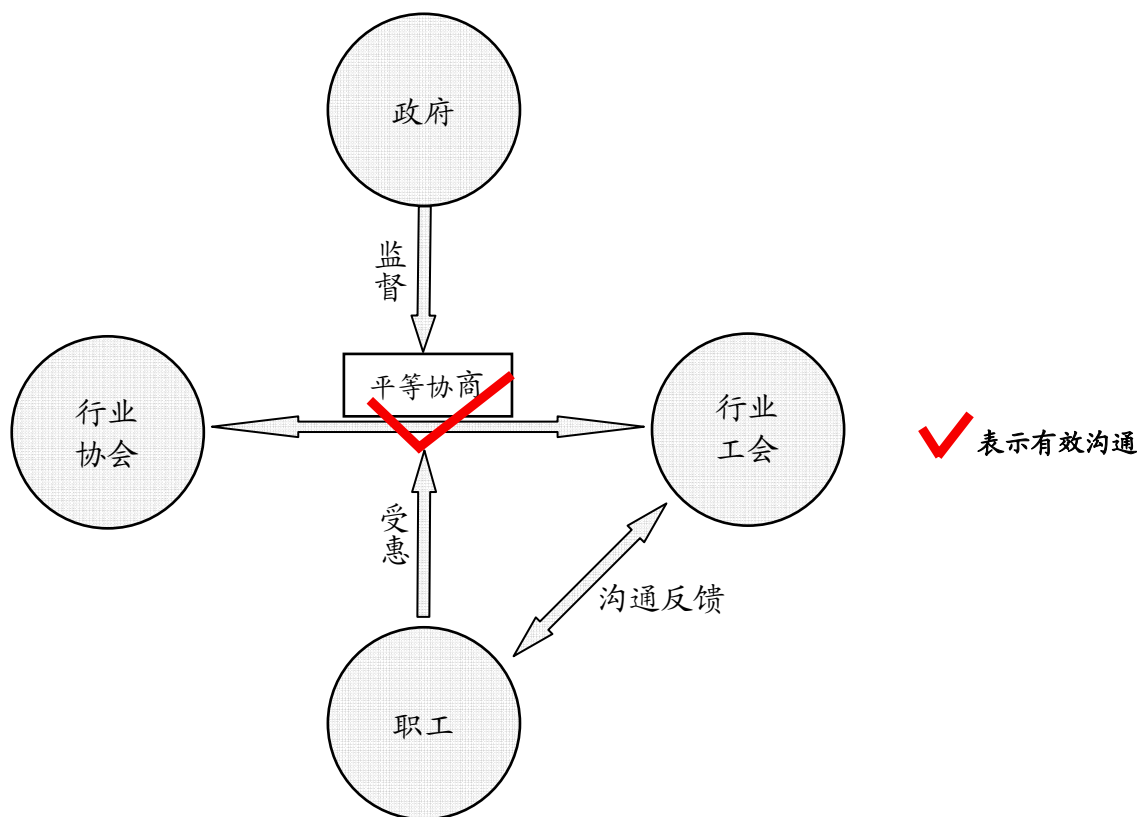 政府
监
督
平等协商
行业
协会
行业
工会
表示有效沟通
受
惠
沟通反馈
职工